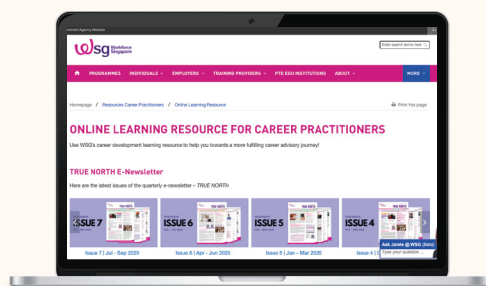 ernment Agency Website
wsg Workforce Singapore
Enter search terms here
PROGRAMMES INDIVIDUALS EMPLOYERS TRAINING PROVIDERS PTE EDU INSTITUTIONS ABOUT MORE
Homepage / Resources Career Practitioners / Online Learning Resource
Print this page
ONLINE LEARNING RESOURCE FOR CAREER PRACTITIONERS
Use WSG's career development learning resource to help you towards a more fulfilling career advisory journey!
TRUE NORTH E-Newsletter
Here are the latest issues of the quarterly e-newsletter – TRUE NORTH
ISSUE 7 ISSUE 6 ISSUE 5 ISSUE 4
Ask Jamie @ WSG (Beta)
Type your question ...
Issue 7 | Jul - Sep 2020 Issue 6 | Apr - Jun 2020 Issue 5 | Jan - Mar 2020 Issue 4 |